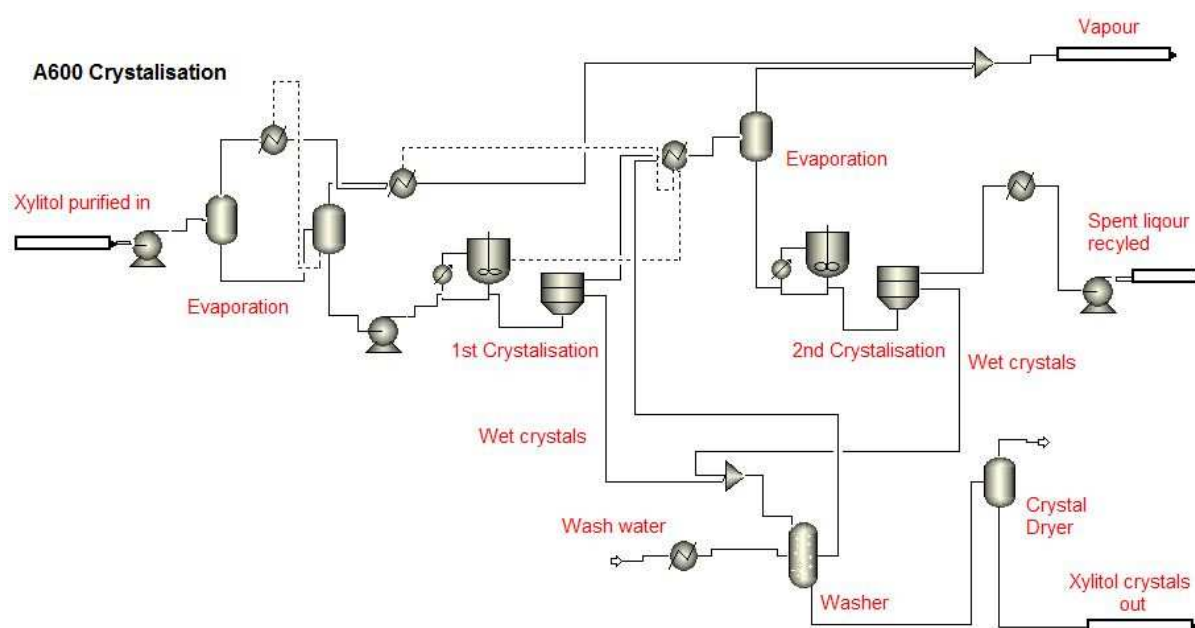 Vapour
A600 Crystalisation
Evaporation
Xylitol purified in
Spent liqour
recyled
Evaporation
1st Crystalisation
2nd Crystalisation
Wet crystals
Wet crystals
Wash water
Crystal
Dryer
Washer
Xylitol crystals
out